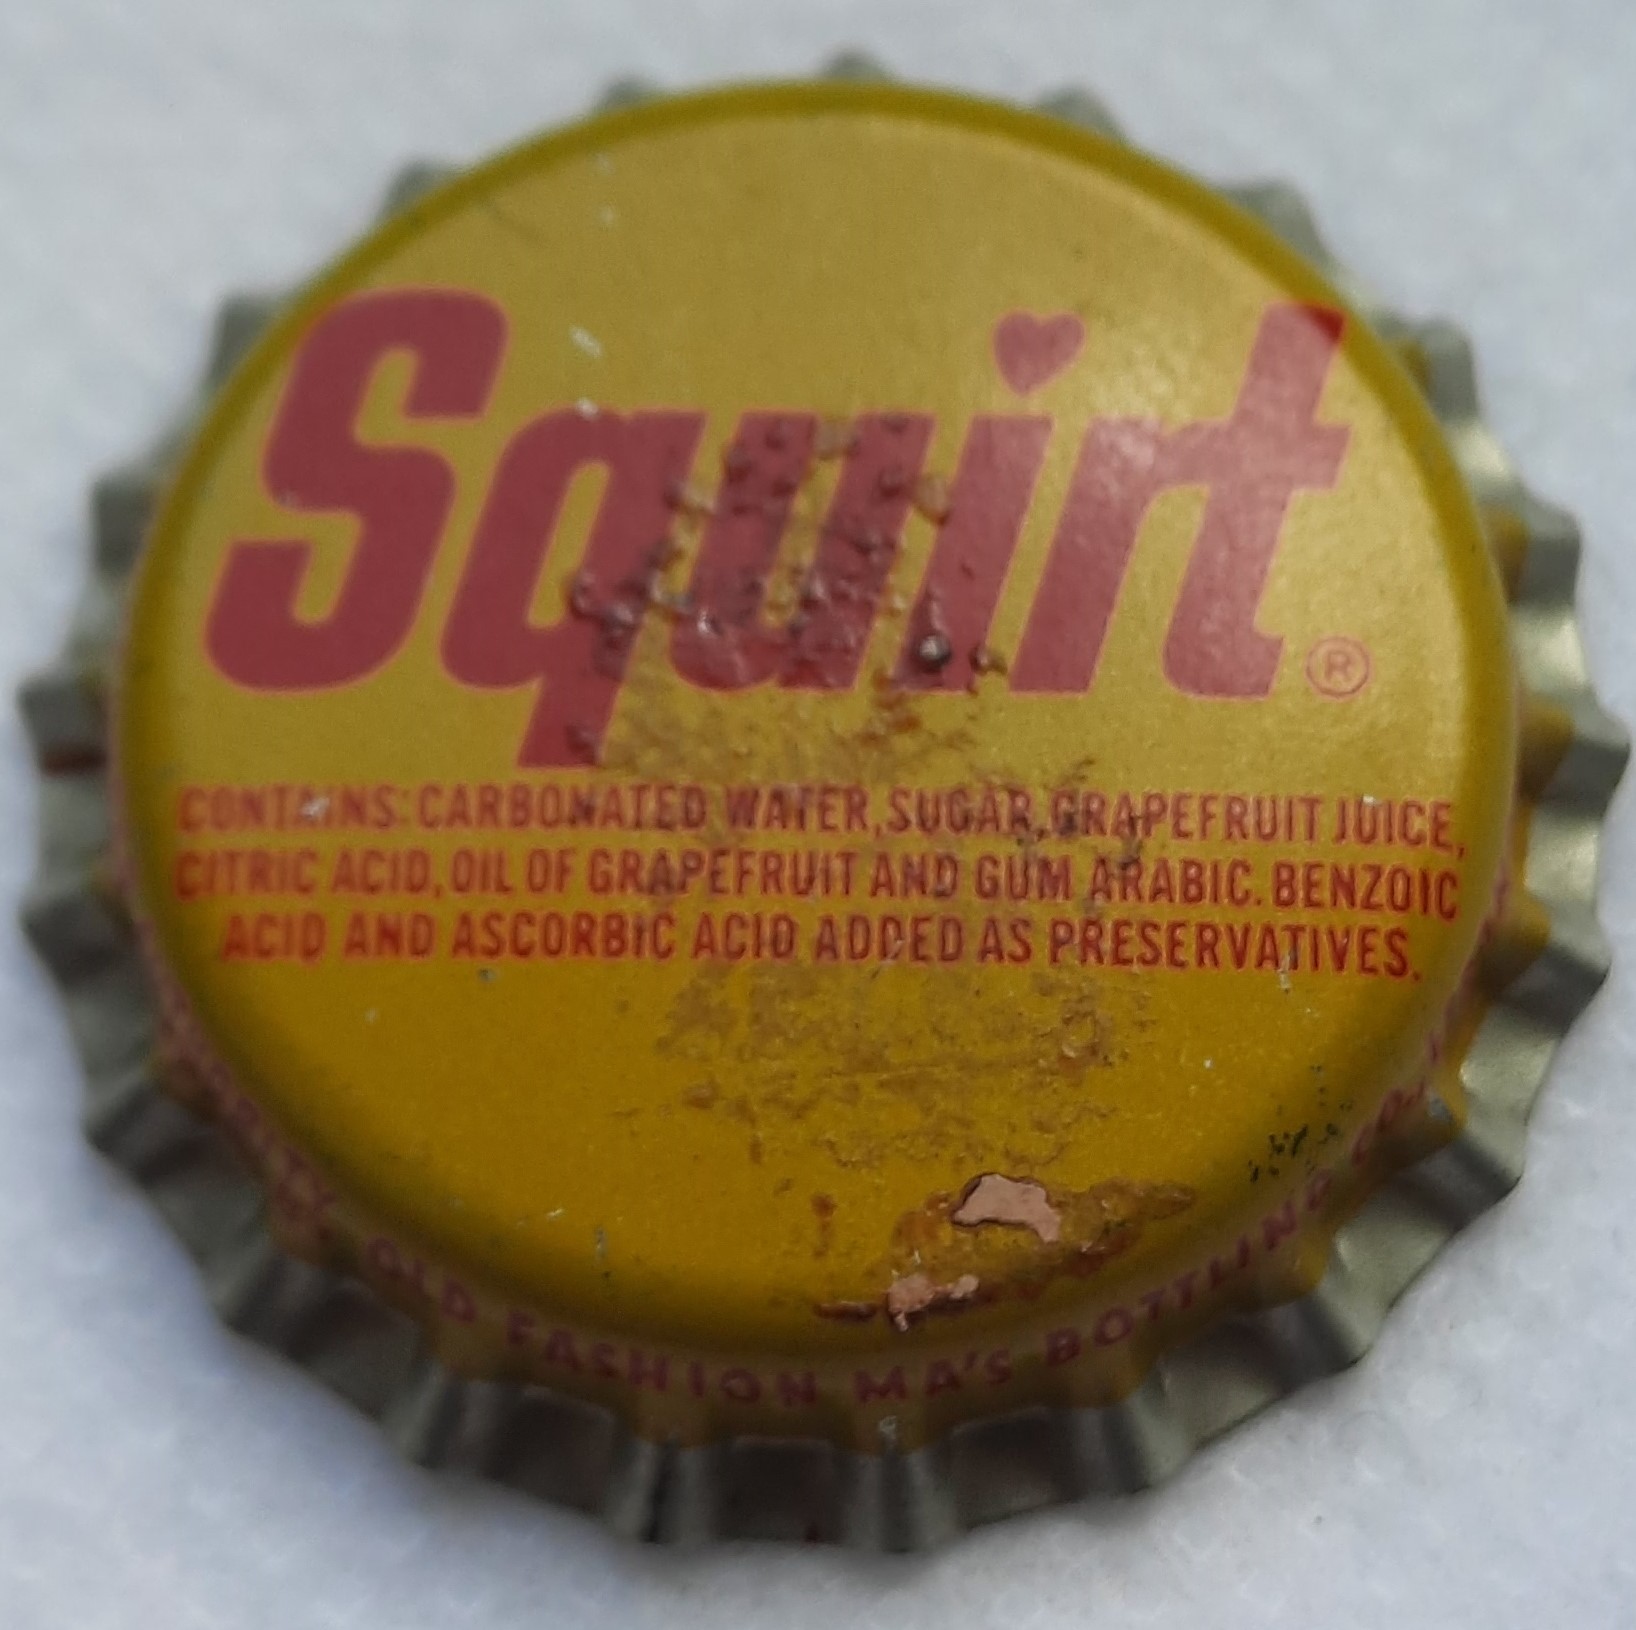 Squirt®
CONTAINS: CARBONATED WATER, SUGAR, GRAPEFRUIT JUICE,
CITRIC ACID, OIL OF GRAPEFRUIT AND GUM ARABIC. BENZOIC
ACID AND ASCORBIC ACID ADDED AS PRESERVATIVES.
OLD FASHION MA'S BOTTLING CO.